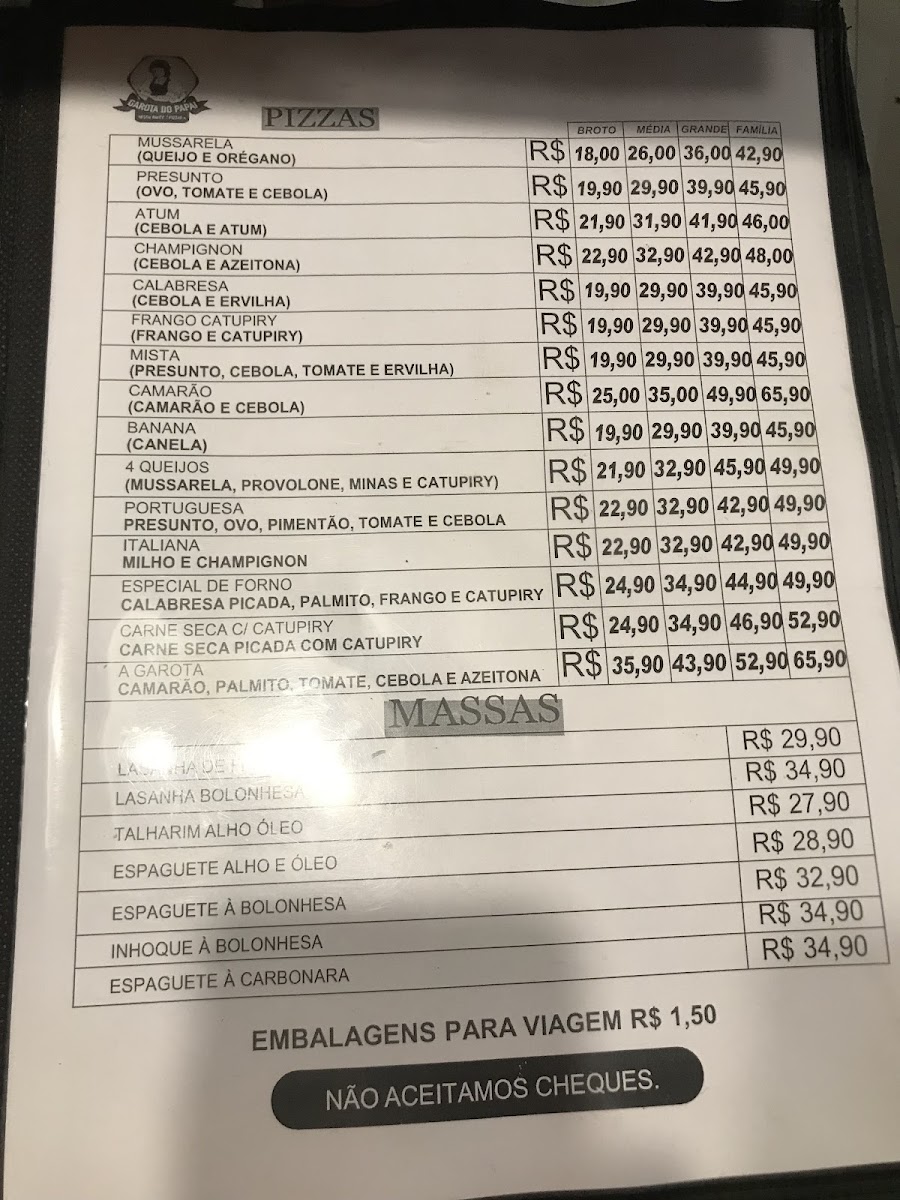 GAROTA DO PAPAI
PIZZAS
BROTO MÉDIA GRANDE FAMÍLIA
MUSSARELA
(QUEIJO E ORÉGANO) R$ 18,00 26,00 36,00 42,90
PRESUNTO
(OVO, TOMATE E CEBOLA) R$ 19,90 29,90 39,90 45,90
ATUM
(CEBOLA E ATUM) R$ 21,90 31,90 41,90 46,00
CHAMPIGNON
(CEBOLA E AZEITONA) R$ 22,90 32,90 42,90 48,00
CALABRESA
(CEBOLA E ERVILHA) R$ 19,90 29,90 39,90 45,90
FRANGO CATUPIRY
(FRANGO E CATUPIRY) R$ 19,90 29,90 39,90 45,90
MISTA
(PRESUNTO, CEBOLA, TOMATE E ERVILHA) R$ 19,90 29,90 39,90 45,90
CAMARÃO
(CAMARÃO E CEBOLA) R$ 25,00 35,00 49,90 65,90
BANANA
(CANELA) R$ 19,90 29,90 39,90 45,90
4 QUEIJOS
(MUSSARELA, PROVOLONE, MINAS E CATUPIRY) R$ 21,90 32,90 45,90 49,90
PORTUGUESA
PRESUNTO, OVO, PIMENTÃO, TOMATE E CEBOLA R$ 22,90 32,90 42,90 49,90
ITALIANA
MILHO E CHAMPIGNON R$ 22,90 32,90 42,90 49,90
ESPECIAL DE FORNO
CALABRESA PICADA, PALMITO, FRANGO E CATUPIRY R$ 24,90 34,90 44,90 49,90
CARNE SECA C/ CATUPIRY
CARNE SECA PICADA COM CATUPIRY R$ 24,90 34,90 46,90 52,90
A GAROTA
CAMARÃO, PALMITO, TOMATE, CEBOLA E AZEITONA R$ 35,90 43,90 52,90 65,90
MASSAS
LASANHA DE R$ 29,90
LASANHA BOLONHESA R$ 34,90
TALHARIM ALHO ÓLEO R$ 27,90
ESPAGUETE ALHO E ÓLEO R$ 28,90
ESPAGUETE À BOLONHESA R$ 32,90
INHOQUE À BOLONHESA R$ 34,90
ESPAGUETE À CARBONARA R$ 34,90
EMBALAGENS PARA VIAGEM R$ 1,50
NÃO ACEITAMOS CHEQUES.